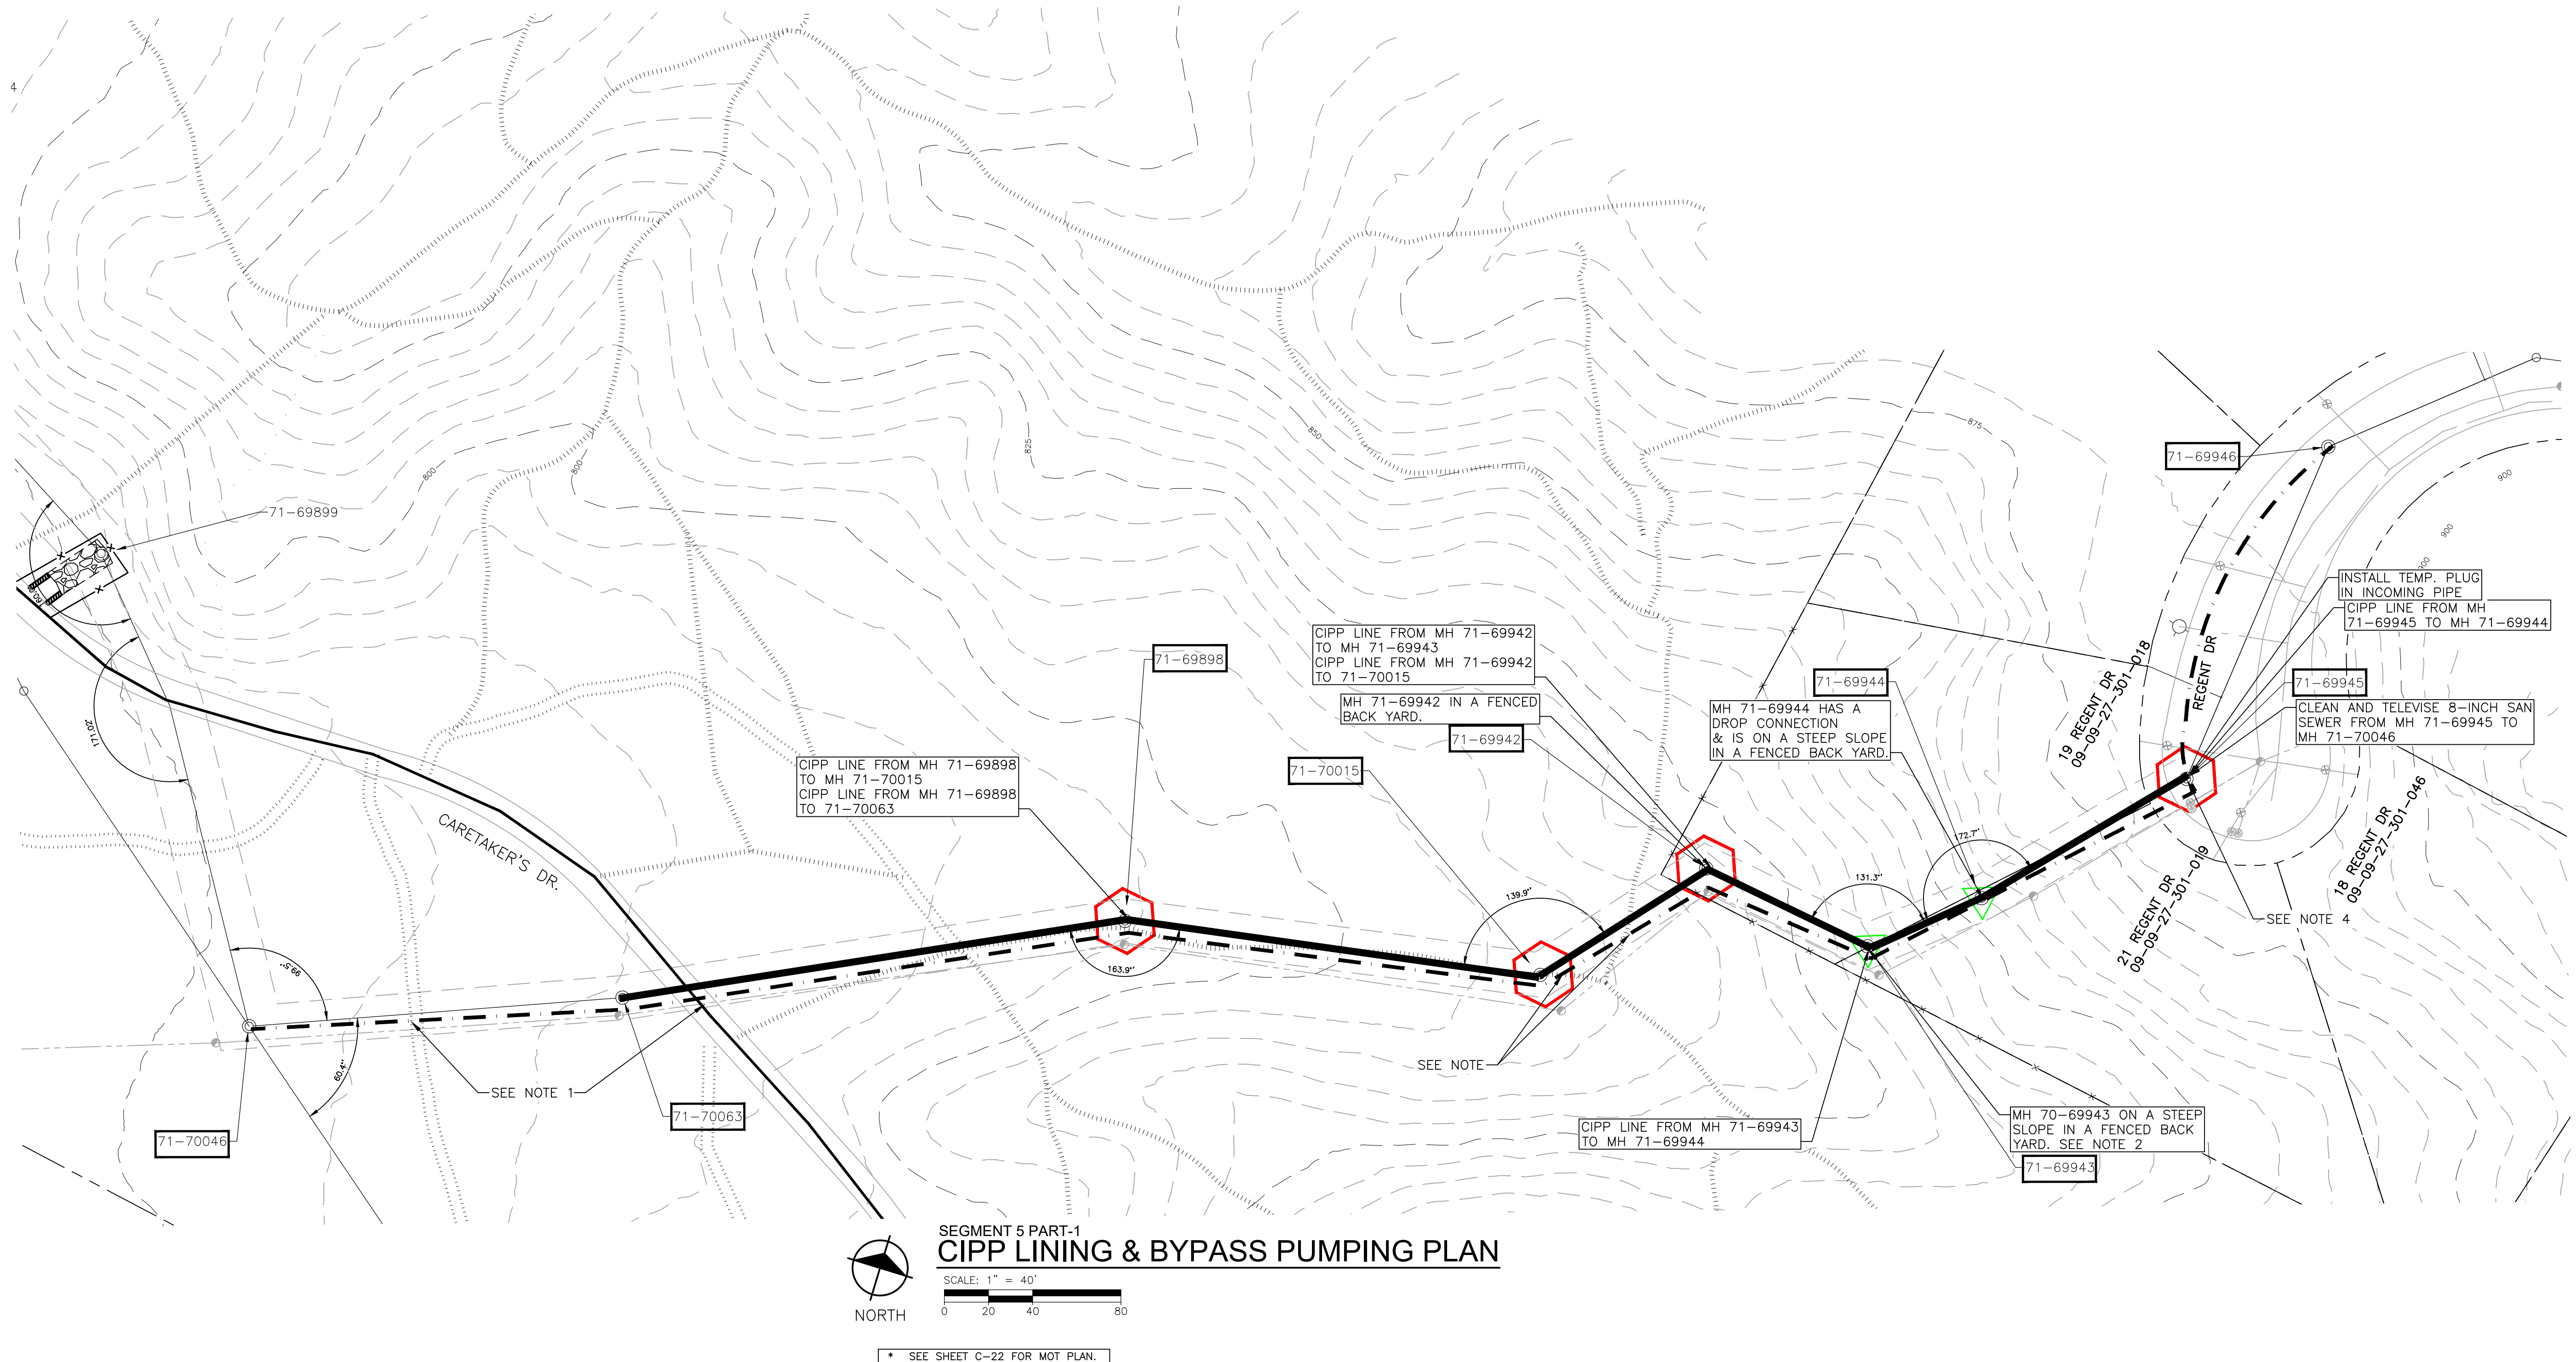 4
71-69899
800
800
825
850
875
900
900
71-69946
INSTALL TEMP. PLUG
IN INCOMING PIPE
CIPP LINE FROM MH
71-69945 TO MH 71-69944
71-69945
CLEAN AND TELEVISE 8-INCH SAN
SEWER FROM MH 71-69945 TO
MH 71-70046
REGENT DR
19 REGENT DR
09-09-27-301-018
21 REGENT DR
09-09-27-301-019
18 REGENT DR
09-09-27-301-046
SEE NOTE 4
CIPP LINE FROM MH 71-69942
TO MH 71-69943
CIPP LINE FROM MH 71-69942
TO 71-70015
MH 71-69942 IN A FENCED
BACK YARD.
71-69942
71-69944
MH 71-69944 HAS A
DROP CONNECTION
& IS ON A STEEP SLOPE
IN A FENCED BACK YARD.
71-69898
71-70015
CIPP LINE FROM MH 71-69898
TO MH 71-70015
CIPP LINE FROM MH 71-69898
TO 71-70063
CARETAKER'S DR.
171.02'
99.5"
60.4"
163.9"
139.9"
131.3"
172.7"
SEE NOTE 1
SEE NOTE
71-70046
71-70063
CIPP LINE FROM MH 71-69943
TO MH 71-69944
MH 70-69943 ON A STEEP
SLOPE IN A FENCED BACK
YARD. SEE NOTE 2
71-69943
SEGMENT 5 PART-1
CIPP LINING & BYPASS PUMPING PLAN
SCALE: 1" = 40'
0 20 40 80
NORTH
* SEE SHEET C-22 FOR MOT PLAN.